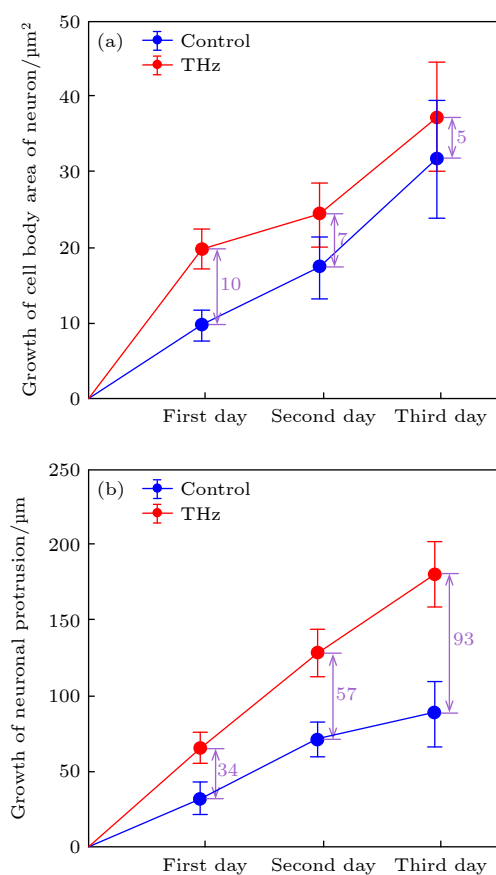 50
(a)
Control
THz
40
30
20
10
0
5
7
10
Growth of cell body area of neuron/μm²
First day
Second day
Third day
250
(b)
Control
THz
200
150
100
50
0
93
57
34
Growth of neuronal protrusion/μm
First day
Second day
Third day